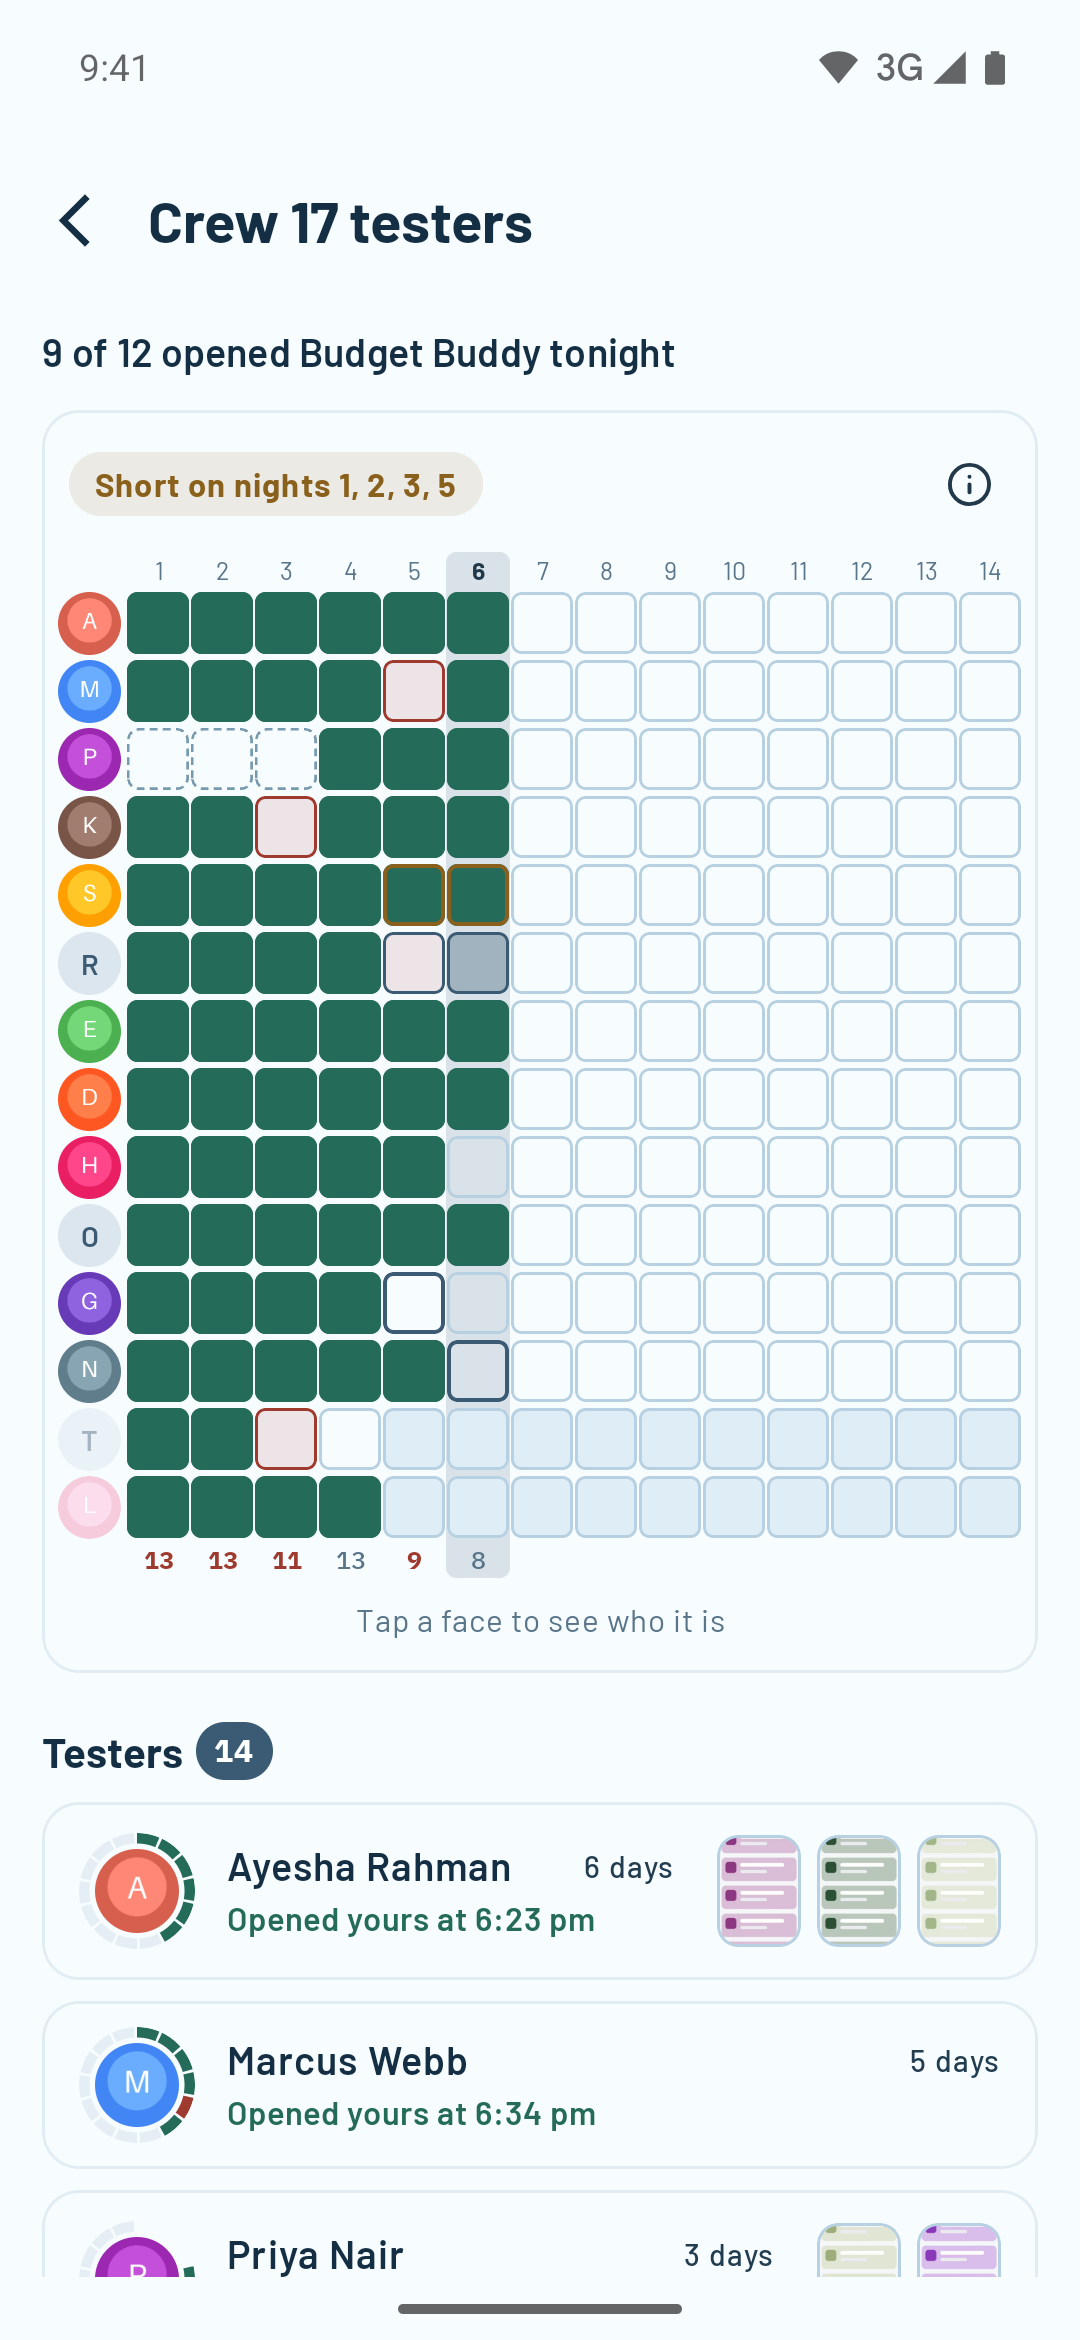 9:41
3G
Crew 17 testers
9 of 12 opened Budget Buddy tonight
Short on nights 1, 2, 3, 5
1 2 3 4 5 6 7 8 9 10 11 12 13 14
A
M
P
K
S
R
E
D
H
O
G
N
T
L
13 13 11 13 9 8
Tap a face to see who it is
Testers 14
A
Ayesha Rahman 6 days
Opened yours at 6:23 pm
M
Marcus Webb 5 days
Opened yours at 6:34 pm
P
Priya Nair 3 days